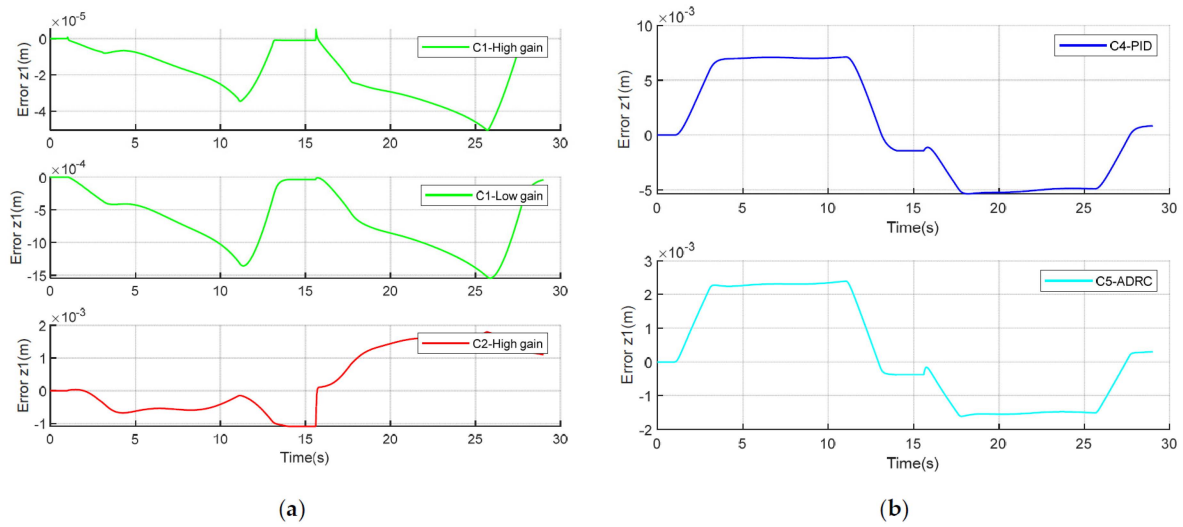 ×10⁻⁵
Error z1(m)
0
-2
-4
C1-High gain
0 5 10 15 20 25 30
×10⁻⁴
Error z1(m)
0
-5
-10
-15
C1-Low gain
0 5 10 15 20 25 30
×10⁻³
Error z1(m)
2
1
0
-1
C2-High gain
0 5 10 15 20 25 30
Time(s)
(a)
×10⁻³
Error z1(m)
10
5
0
-5
C4-PID
0 5 10 15 20 25 30
Time(s)
×10⁻³
Error z1(m)
3
2
1
0
-1
-2
C5-ADRC
0 5 10 15 20 25 30
Time(s)
(b)